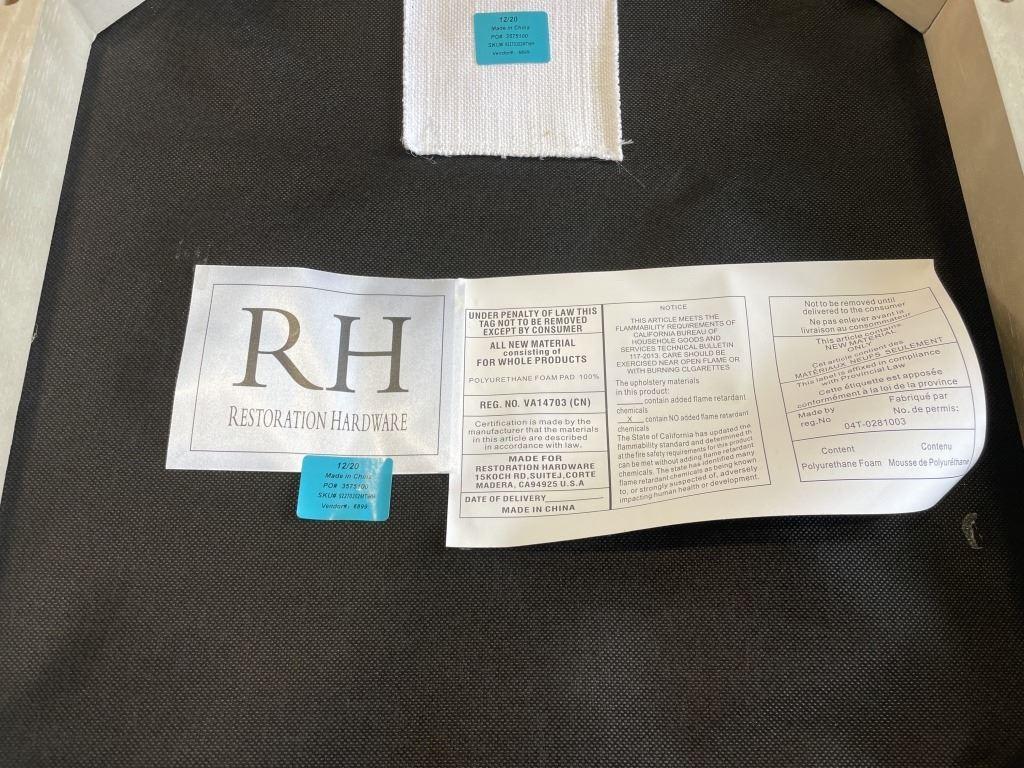 12/20
Made in China
PO# 3575100
Vendor#: 6899
RH
RESTORATION HARDWARE
12/20
Made in China
PO# 3575100
Vendor#: 6899
UNDER PENALTY OF LAW THIS
TAG NOT TO BE REMOVED
EXCEPT BY CONSUMER
ALL NEW MATERIAL
consisting of
FOR WHOLE PRODUCTS
POLYURETHANE FOAM PAD 100%
REG. NO. VA14703 (CN)
Certification is made by the
manufacturer that the materials
in this article are described
in accordance with law.
MADE FOR
RESTORATION HARDWARE
15KOCH RD,SUITEJ,CORTE
MADERA, CA94925 U.S.A
DATE OF DELIVERY
MADE IN CHINA
NOTICE
THIS ARTICLE MEETS THE
FLAMMABILITY REQUIREMENTS OF
CALIFORNIA BUREAU OF
HOUSEHOLD GOODS AND
SERVICES TECHNICAL BULLETIN
117-2013. CARE SHOULD BE
EXERCISED NEAR OPEN FLAME OR
WITH BURNING CLGARETTES
The upholstery materials
in this product:
______ contain added flame retardant
chemicals
X contain NO added flame retardant
chemicals
The State of California has updated the
flammability standard and determined th
at the fire safety requirements for this product
can be met without adding flame retardant
chemicals. The state has identified many
flame retardant chemicals as being known
to, or strongly suspected of, adversely
impacting human health or development.
Not to be removed until
delivered to the consumer
Ne pas enlever avant la
livraison au consommateur
This article contains
NEW MATERIAL
ONLY
Cet article contient des
MATÉRIAUX NEUFS SEULEMENT
This label is affixed in compliance
with Provincial Law
Cette étiquette est apposée
conformément à la loi de la province
Made by Fabriqué par
reg-No No. de permis:
04T-0281003
Content Contenu
Polyurethane Foam Mousse de Polyuréthane